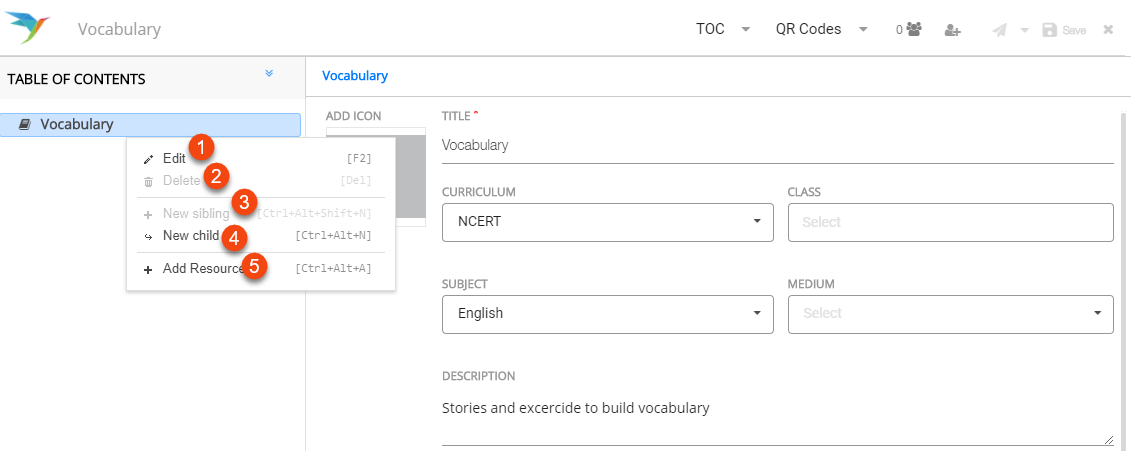 Vocabulary TOC QR Codes 0 Save
TABLE OF CONTENTS
Vocabulary
Vocabulary
Edit 1 [F2]
Delete 2 [Del]
New sibling 3 [Ctrl+Alt+Shift+N]
New child 4 [Ctrl+Alt+N]
Add Resource 5 [Ctrl+Alt+A]
ADD ICON
TITLE *
Vocabulary
CURRICULUM CLASS
NCERT Select
SUBJECT MEDIUM
English Select
DESCRIPTION
Stories and excercide to build vocabulary